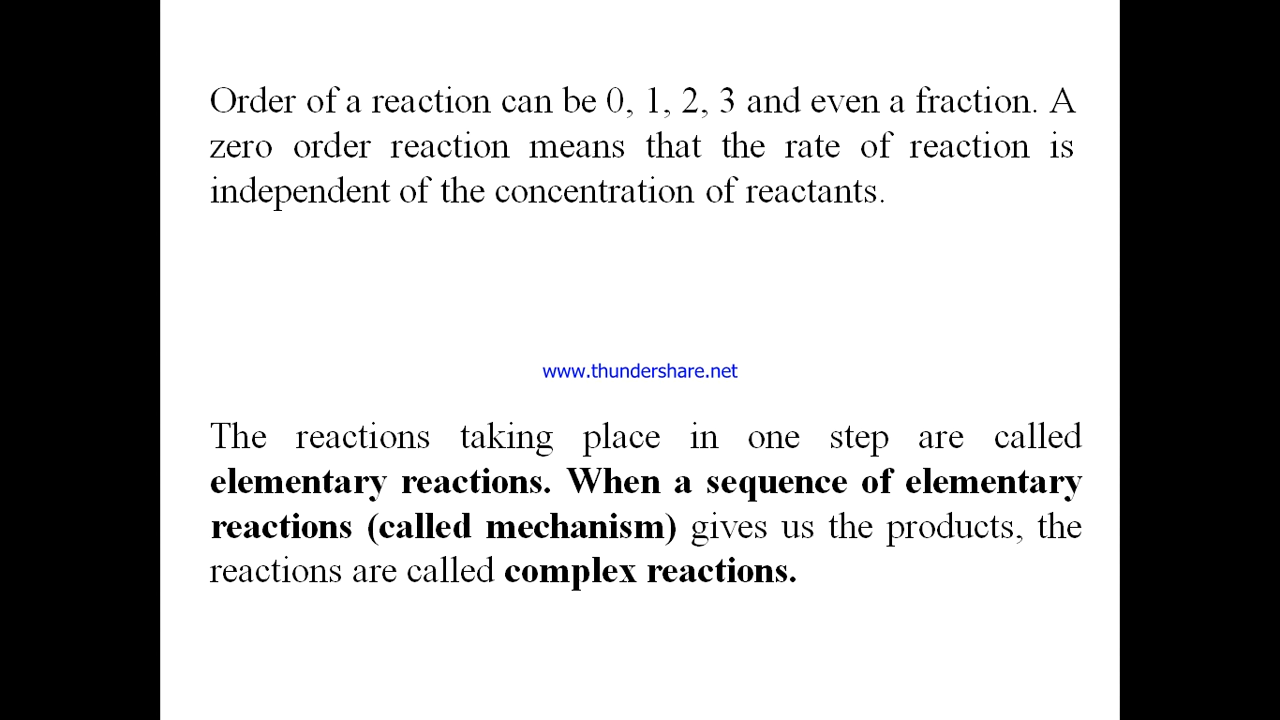 Order of a reaction can be 0, 1, 2, 3 and even a fraction. A
zero order reaction means that the rate of reaction is
independent of the concentration of reactants.
www.thundershare.net
The reactions taking place in one step are called
elementary reactions. When a sequence of elementary
reactions (called mechanism) gives us the products, the
reactions are called complex reactions.